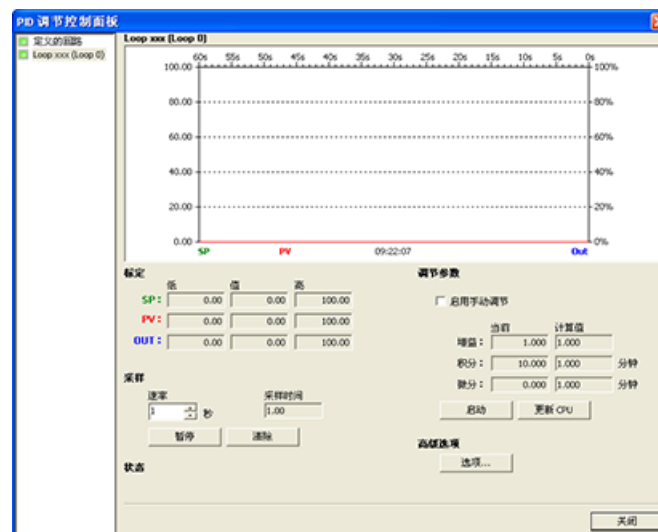 PID 调节控制面板
定义的回路
Loop xxx (Loop 0)
Loop xxx (Loop 0)
60s 55s 50s 45s 40s 35s 30s 25s 20s 15s 10s 5s 0s
100.00 100%
80.00 80%
60.00 60%
40.00 40%
20.00 20%
0.00 0%
SP PV 09:22:07 Out
标定
低 值 高
SP: 0.00 0.00 100.00
PV: 0.00 0.00 100.00
OUT: 0.00 0.00 100.00
采样
速率 采样时间
1 秒 1.00
暂停 清除
状态
调节参数
启用手动调节
当前 计算值
增益: 1.000 1.000
积分: 10.000 1.000 分钟
微分: 0.000 1.000 分钟
启动 更新 CPU
高级选项
选项...
关闭